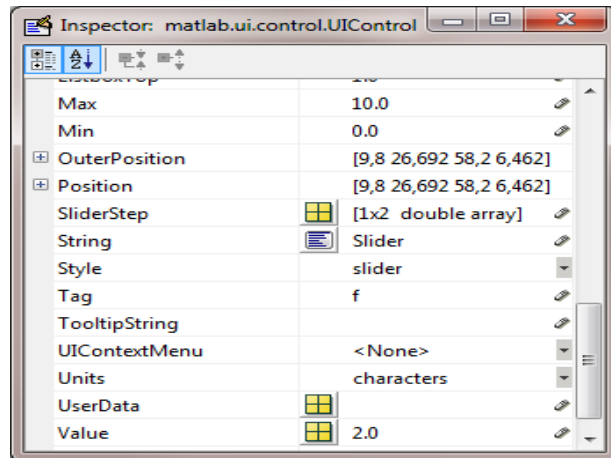 Inspector: matlab.ui.control.UIControl
Max 10.0
Min 0.0
OuterPosition [9,8 26,692 58,2 6,462]
Position [9,8 26,692 58,2 6,462]
SliderStep [1x2 double array]
String Slider
Style slider
Tag f
TooltipString
UIContextMenu <None>
Units characters
UserData
Value 2.0